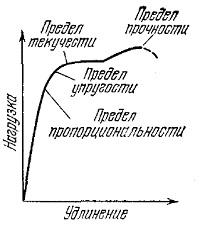 Предел
текучести
Предел
прочности
Предел
упругости
Предел
пропорциональности
Нагрузка
Удлинение